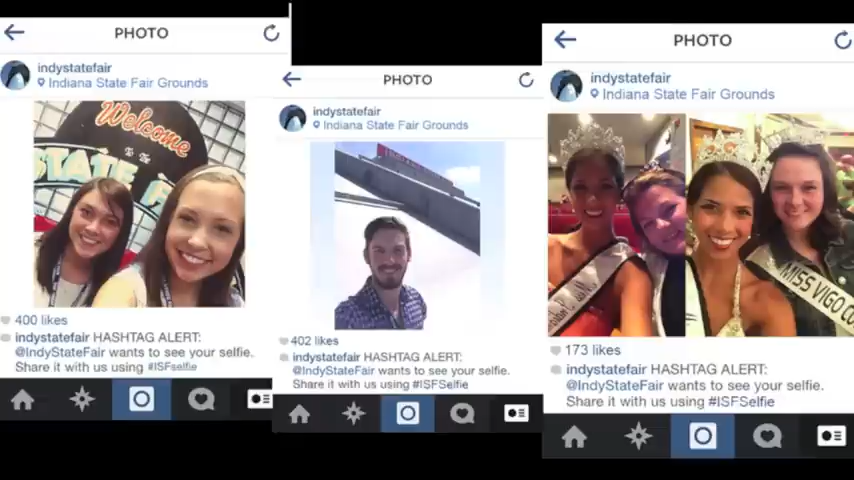 PHOTO
indystatefair
Indiana State Fair Grounds
Welcome
To The
STATE F
400 likes
indystatefair HASHTAG ALERT:
@IndyStateFair wants to see your selfie.
Share it with us using #ISFselfie
PHOTO
indystatefair
Indiana State Fair Grounds
402 likes
indystatefair HASHTAG ALERT:
@IndyStateFair wants to see your selfie.
Share it with us using #ISFSelfie
PHOTO
indystatefair
Indiana State Fair Grounds
MISS VIGO CO
173 likes
indystatefair HASHTAG ALERT:
@IndyStateFair wants to see your selfie.
Share it with us using #ISFSelfie